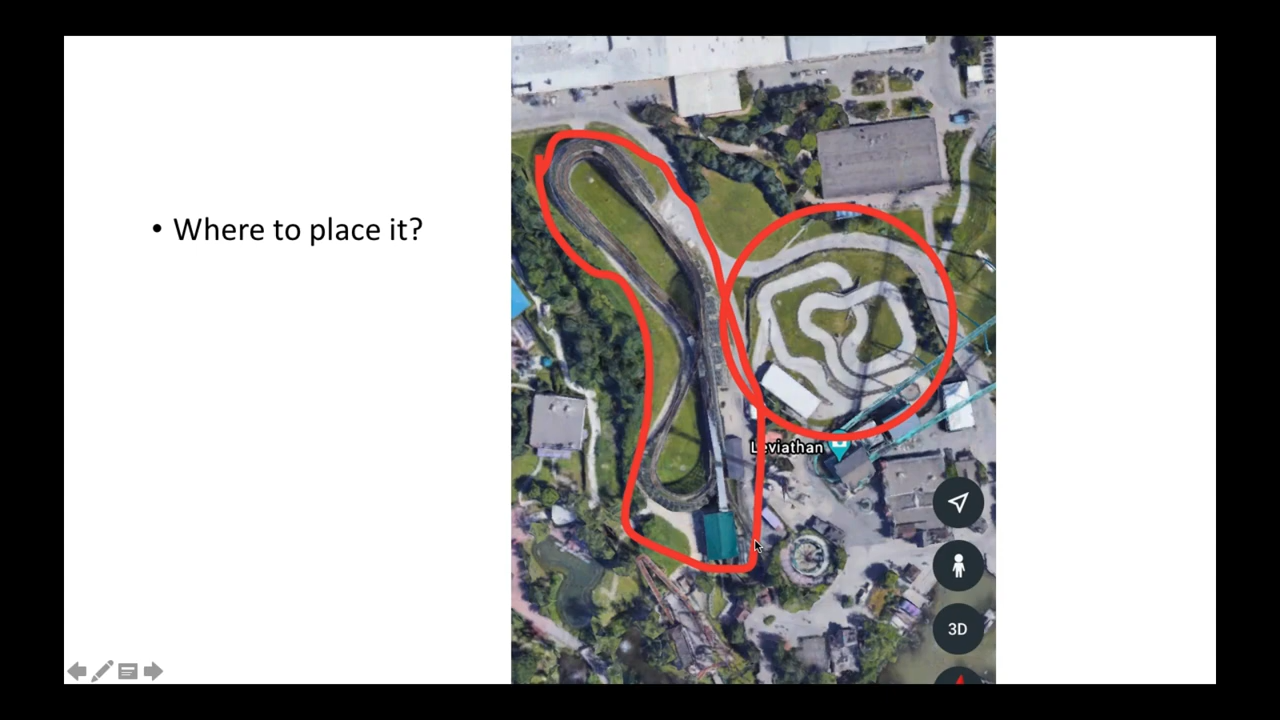 • Where to place it?
Leviathan
3D